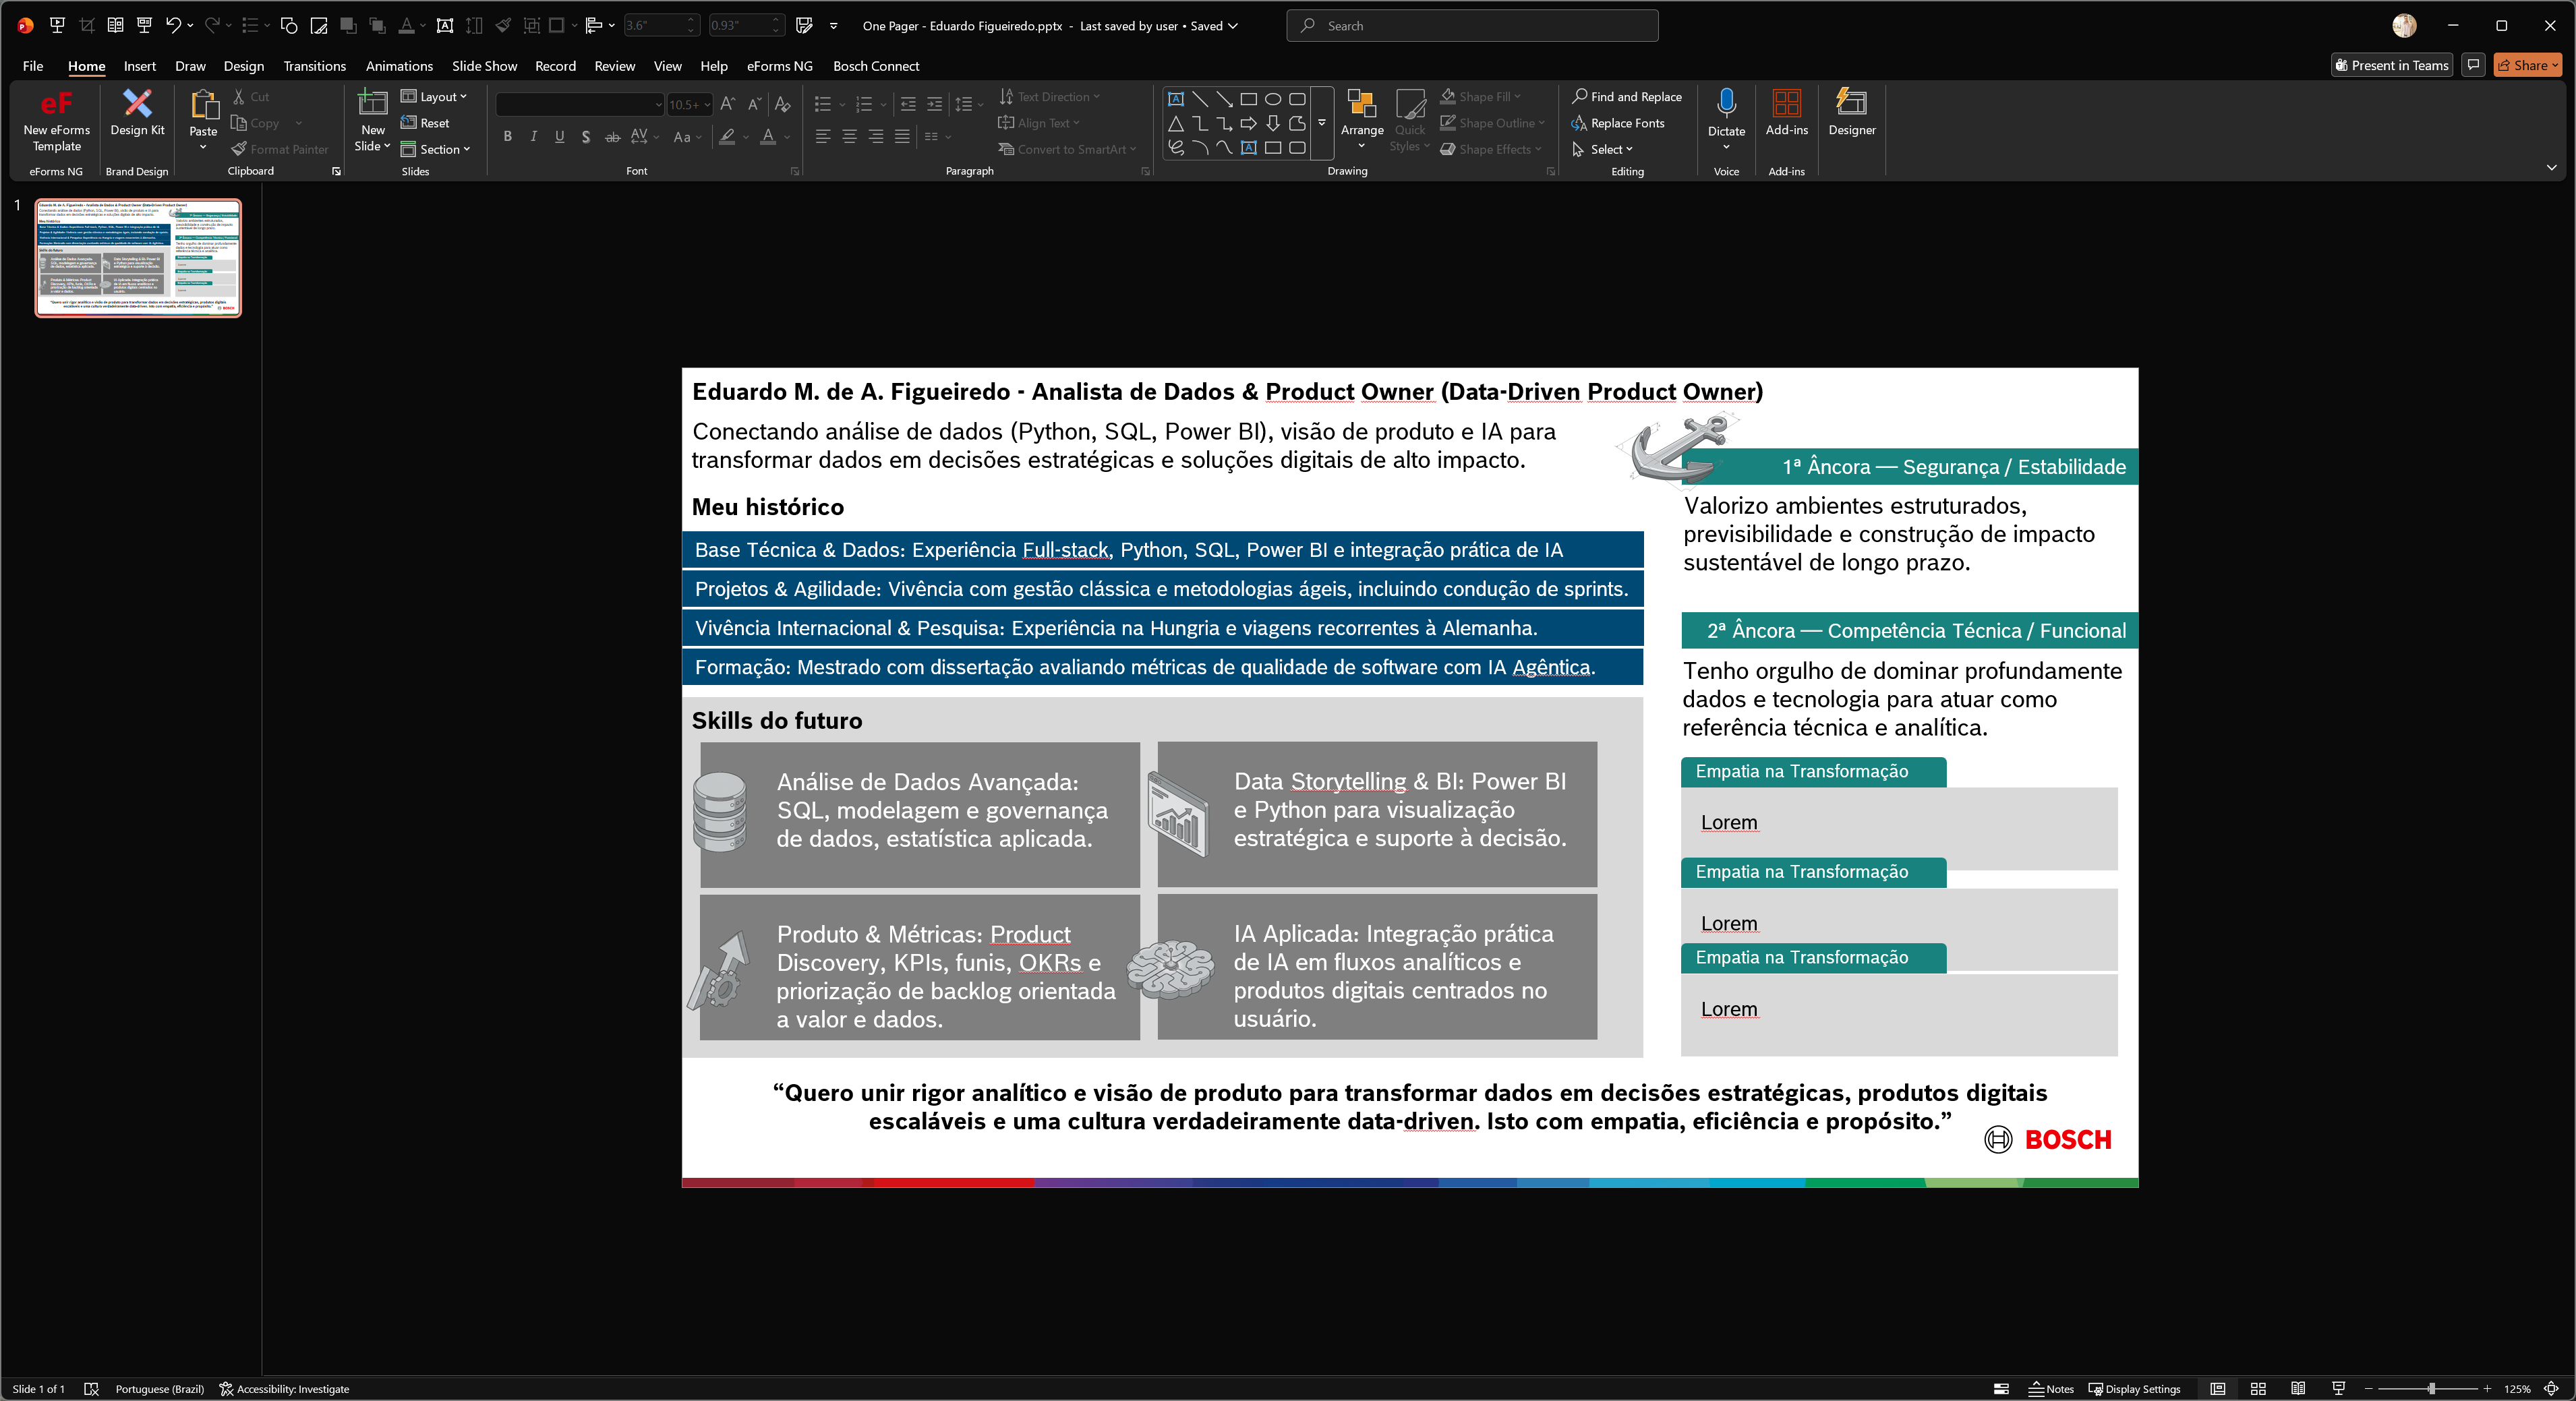 One Pager - Eduardo Figueiredo.pptx - Last saved by user • Saved
Search
3.6"
0.93"
File
Home
Insert
Draw
Design
Transitions
Animations
Slide Show
Record
Review
View
Help
eForms NG
Bosch Connect
Present in Teams
Share
eF
New eForms
Template
eForms NG
Design Kit
Brand Design
Paste
Cut
Copy
Format Painter
Clipboard
New
Slide
Layout
Reset
Section
Slides
10.5+
Font
Text Direction
Align Text
Convert to SmartArt
Paragraph
Arrange
Quick
Styles
Shape Fill
Shape Outline
Shape Effects
Drawing
Find and Replace
Replace Fonts
Select
Editing
Dictate
Voice
Add-ins
Add-ins
Designer
1
Eduardo M. de A. Figueiredo - Analista de Dados & Product Owner (Data-Driven Product Owner)
Conectando análise de dados (Python, SQL, Power BI), visão de produto e IA para
transformar dados em decisões estratégicas e soluções digitais de alto impacto.
Meu histórico
Base Técnica & Dados: Experiência Full-stack, Python, SQL, Power BI e integração prática de IA
Projetos & Agilidade: Vivência com gestão clássica e metodologias ágeis, incluindo condução de sprints.
Vivência Internacional & Pesquisa: Experiência na Hungria e viagens recorrentes à Alemanha.
Formação: Mestrado com dissertação avaliando métricas de qualidade de software com IA Agêntica.
Skills do futuro
Análise de Dados Avançada:
SQL, modelagem e governança
de dados, estatística aplicada.
Data Storytelling & BI: Power BI
e Python para visualização
estratégica e suporte à decisão.
Produto & Métricas: Product
Discovery, KPIs, funis, OKRs e
priorização de backlog orientada
a valor e dados.
IA Aplicada: Integração prática
de IA em fluxos analíticos e
produtos digitais centrados no
usuário.
1ª Âncora — Segurança / Estabilidade
Valorizo ambientes estruturados,
previsibilidade e construção de impacto
sustentável de longo prazo.
2ª Âncora — Competência Técnica / Funcional
Tenho orgulho de dominar profundamente
dados e tecnologia para atuar como
referência técnica e analítica.
Empatia na Transformação
Lorem
Empatia na Transformação
Lorem
Empatia na Transformação
Lorem
“Quero unir rigor analítico e visão de produto para transformar dados em decisões estratégicas, produtos digitais
escaláveis e uma cultura verdadeiramente data-driven. Isto com empatia, eficiência e propósito.”
BOSCH
Slide 1 of 1
Portuguese (Brazil)
Accessibility: Investigate
Notes
Display Settings
125%